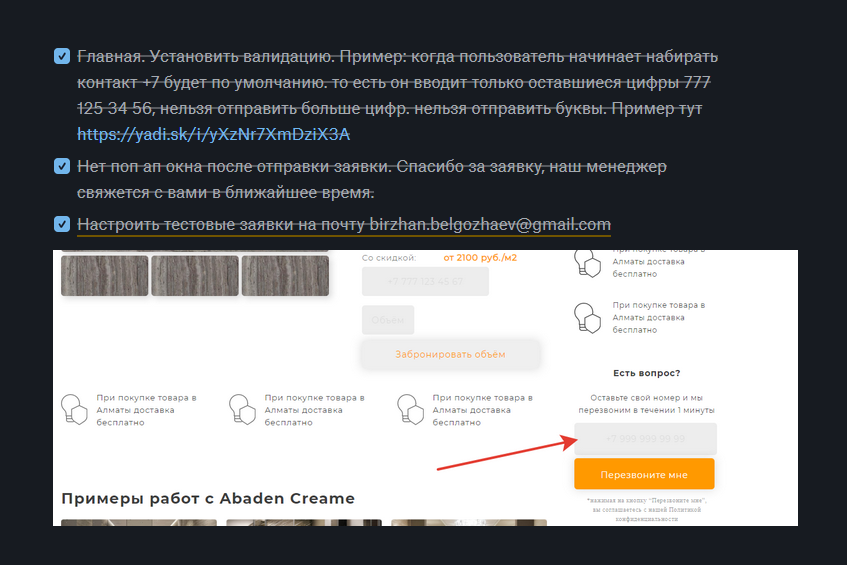 Главная. Установить валидацию. Пример: когда пользователь начинает набирать
контакт +7 будет по умолчанию. то есть он вводит только оставшиеся цифры 777
125 34 56, нельзя отправить больше цифр. нельзя отправить буквы. Пример тут
https://yadi.sk/i/yXzNr7XmDziX3A
Нет поп ап окна после отправки заявки. Спасибо за заявку, наш менеджер
свяжется с вами в ближайшее время.
Настроить тестовые заявки на почту birzhan.belgozhaev@gmail.com
Со скидкой: от 2100 руб./м2
+7 777 123 45 67
Объём
Забронировать объём
При покупке товара в
Алматы доставка
бесплатно
При покупке товара в
Алматы доставка
бесплатно
При покупке товара в
Алматы доставка
бесплатно
При покупке товара в
Алматы доставка
бесплатно
При покупке товара в
Алматы доставка
бесплатно
Есть вопрос?
Оставьте свой номер и мы
перезвоним в течении 1 минуты
+7 999 999 99 99
Перезвоните мне
*нажимая на кнопку "Перезвоните мне",
вы соглашаетесь с нашей Политикой
конфиденциальности
Примеры работ с Abaden Creame